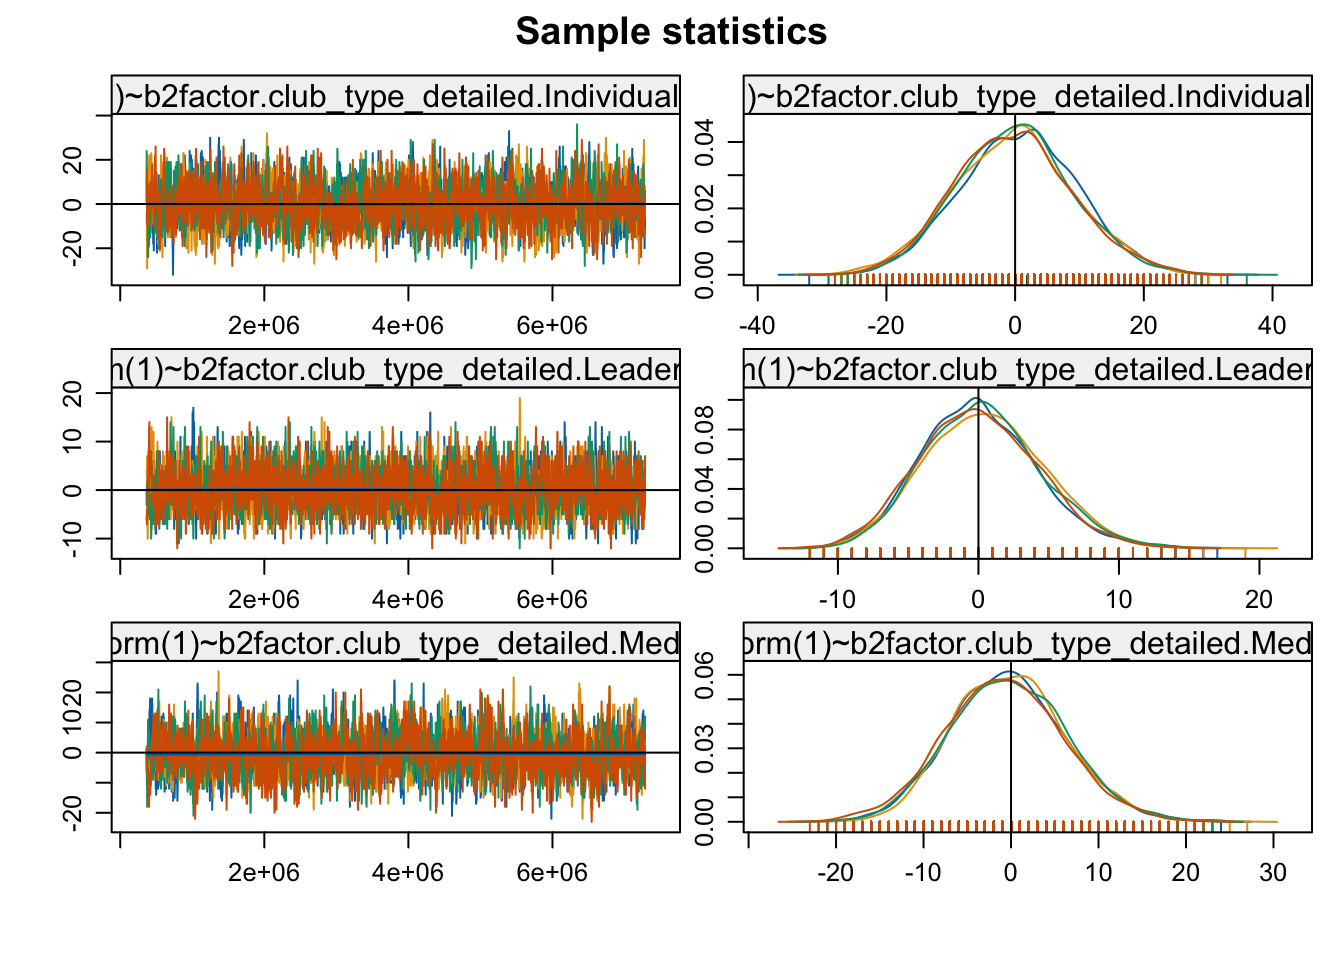 Sample statistics
)~b2factor.club_type_detailed.Individual
)~b2factor.club_type_detailed.Individual
20
0
-20
2e+06 4e+06 6e+06
0.04
0.02
0.00
-40 -20 0 20 40
m(1)~b2factor.club_type_detailed.Leader
m(1)~b2factor.club_type_detailed.Leader
20
10
0
-10
2e+06 4e+06 6e+06
0.08
0.04
0.00
-10 0 10 20
orm(1)~b2factor.club_type_detailed.Med
orm(1)~b2factor.club_type_detailed.Med
20
10
0
-20
2e+06 4e+06 6e+06
0.06
0.03
0.00
-20 -10 0 10 20 30